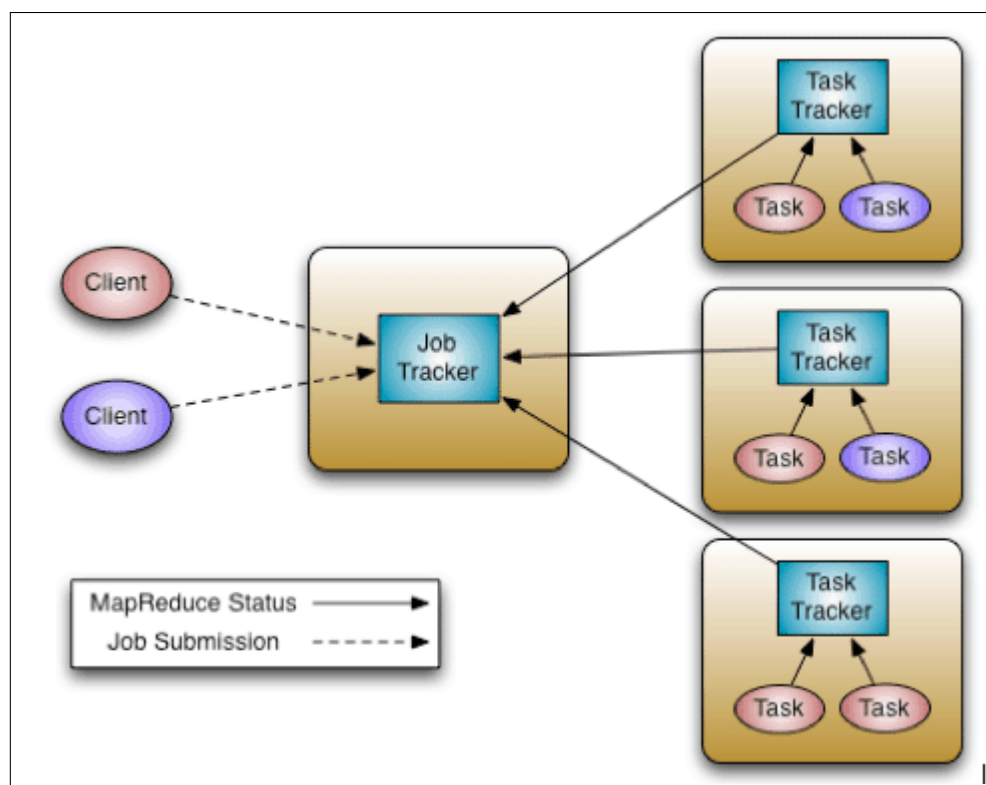 Client
Client
Job
Tracker
Task
Tracker
Task
Task
Task
Tracker
Task
Task
Task
Tracker
Task
Task
MapReduce Status
Job Submission